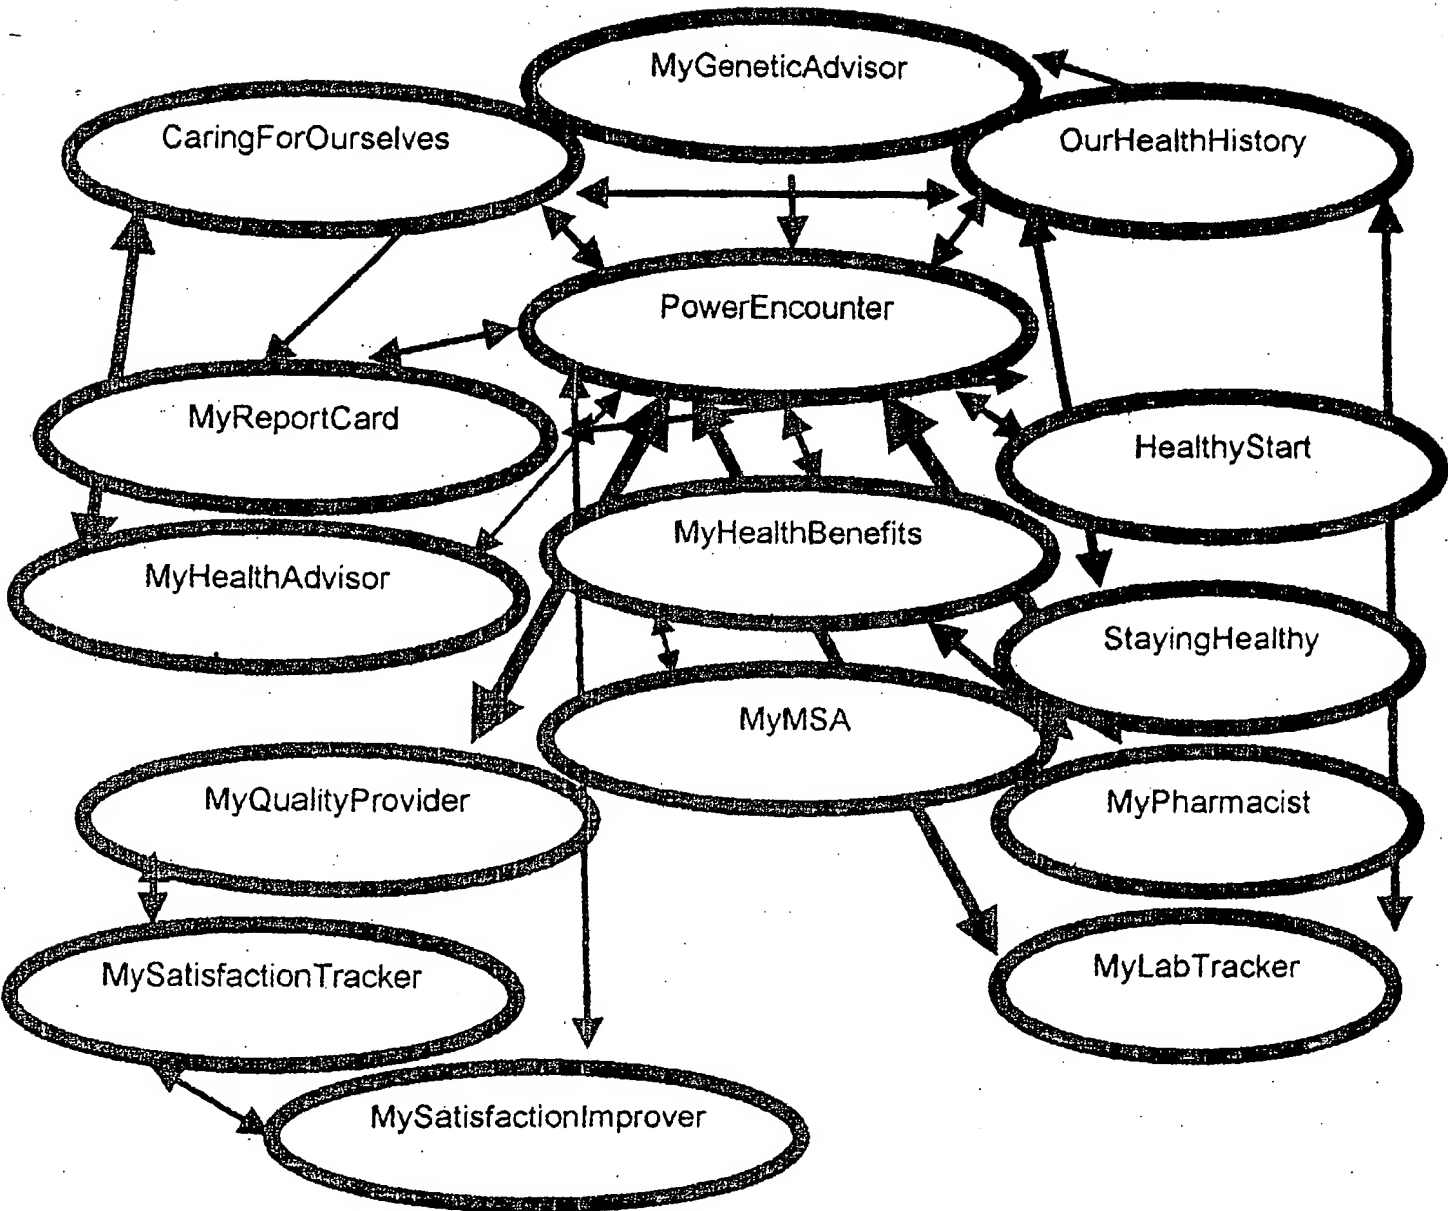 MyGeneticAdvisor
CaringForOurselves
OurHealthHistory
PowerEncounter
MyReportCard
HealthyStart
MyHealthBenefits
MyHealthAdvisor
StayingHealthy
MyMSA
MyQualityProvider
MyPharmacist
MySatisfactionTracker
MyLabTracker
MySatisfactionImprover